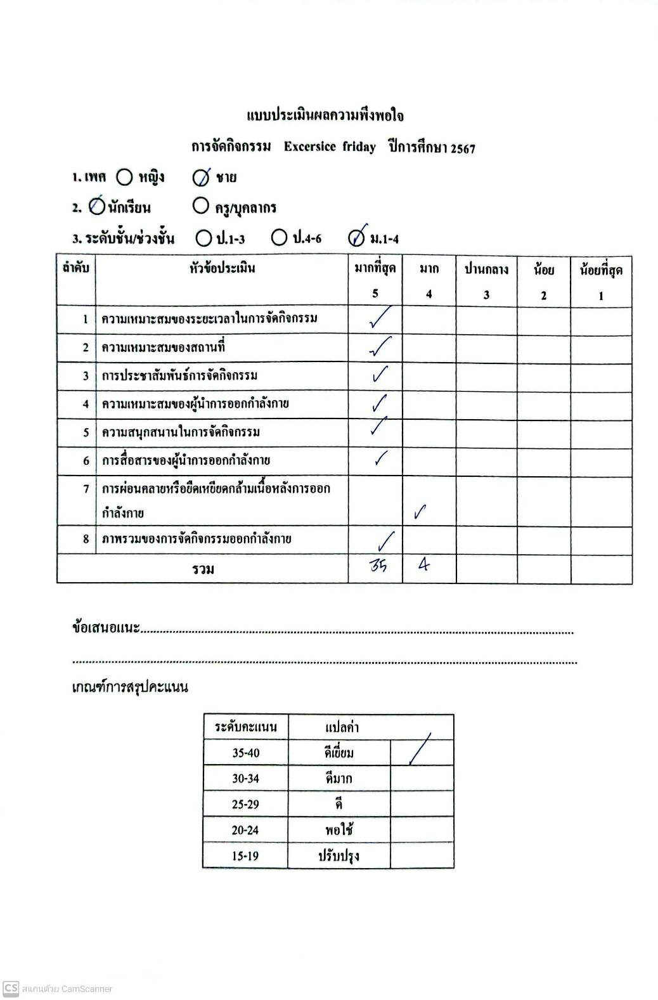 แบบประเมินผลความพึงพอใจ
การจัดกิจกรรม Excersice friday ปีการศึกษา 2567
1. เพศ หญิง ชาย
2. นักเรียน ครู/บุคลากร
3. ระดับชั้น/ช่วงชั้น ป.1-3 ป.4-6 ม.1-4
ลำดับ หัวข้อประเมิน มากที่สุด มาก ปานกลาง น้อย น้อยที่สุด
5 4 3 2 1
1 ความเหมาะสมของระยะเวลาในการจัดกิจกรรม ✓
2 ความเหมาะสมของสถานที่ ✓
3 การประชาสัมพันธ์การจัดกิจกรรม ✓
4 ความเหมาะสมของผู้นำการออกกำลังกาย ✓
5 ความสนุกสนานในการจัดกิจกรรม ✓
6 การสื่อสารของผู้นำการออกกำลังกาย ✓
7 การผ่อนคลายหรือยืดเหยียดกล้ามเนื้อหลังการออก
กำลังกาย ✓
8 ภาพรวมของการจัดกิจกรรมออกกำลังกาย ✓
รวม 35 4
ข้อเสนอแนะ........................................................................
........................................................................
เกณฑ์การสรุปคะแนน
ระดับคะแนน แปลค่า
35-40 ดีเยี่ยม /
30-34 ดีมาก
25-29 ดี
20-24 พอใช้
15-19 ปรับปรุง
CS สแกนด้วย CamScanner